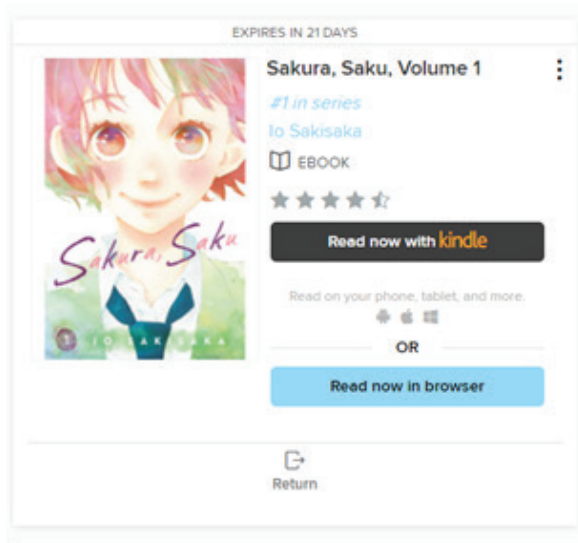 EXPIRES IN 21 DAYS
Sakura, Saku, Volume 1
#1 in series
Io Sakisaka
EBOOK
Read now with kindle
Read on your phone, tablet, and more.
OR
Read now in browser
Return
Sakura, Saku
1 IO SAKISAKA